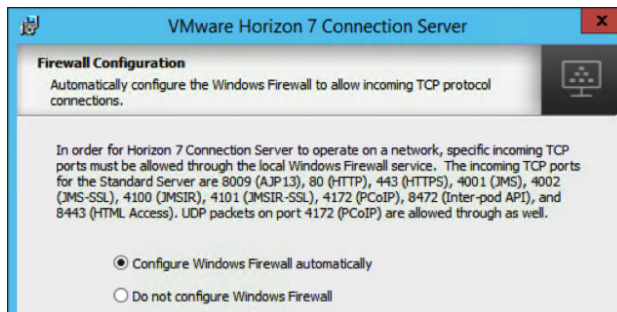 VMware Horizon 7 Connection Server
x
Firewall Configuration
Automatically configure the Windows Firewall to allow incoming TCP protocol
connections.
In order for Horizon 7 Connection Server to operate on a network, specific incoming TCP
ports must be allowed through the local Windows Firewall service. The incoming TCP ports
for the Standard Server are 8009 (AJP13), 80 (HTTP), 443 (HTTPS), 4001 (JMS), 4002
(JMS-SSL), 4100 (JMSIR), 4101 (JMSIR-SSL), 4172 (PCoIP), 8472 (Inter-pod API), and
8443 (HTML Access). UDP packets on port 4172 (PCoIP) are allowed through as well.
Configure Windows Firewall automatically
Do not configure Windows Firewall